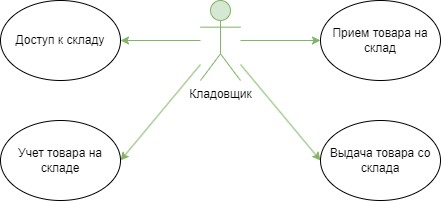 Доступ к складу
Прием товара на
склад
Кладовщик
Учет товара на
складе
Выдача товара со
склада